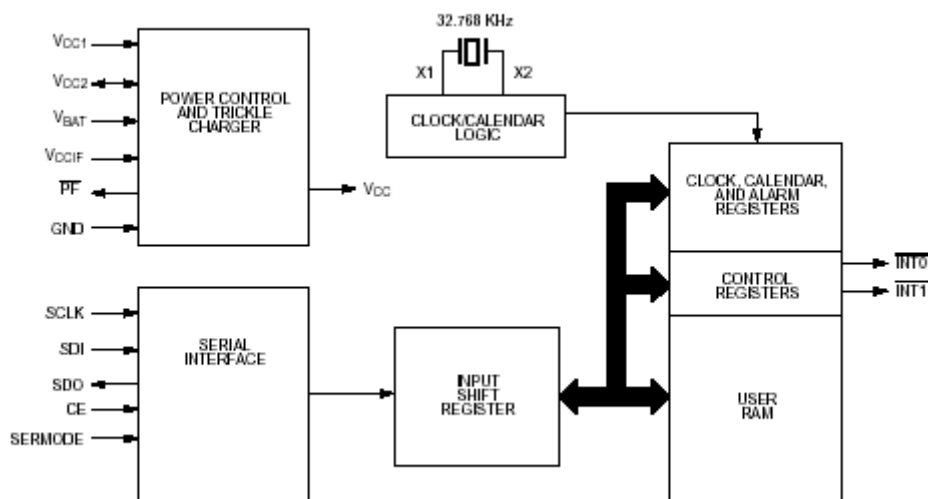 32.768 KHz
X1
X2
VCC1
VCC2
VBAT
VCCIF
PF
GND
POWER CONTROL
AND TRICKLE
CHARGER
VCC
CLOCK/CALENDAR
LOGIC
CLOCK, CALENDAR,
AND ALARM
REGISTERS
CONTROL
REGISTERS
INT0
INT1
USER
RAM
SCLK
SDI
SDO
CE
SERMODE
SERIAL
INTERFACE
INPUT
SHIFT
REGISTER